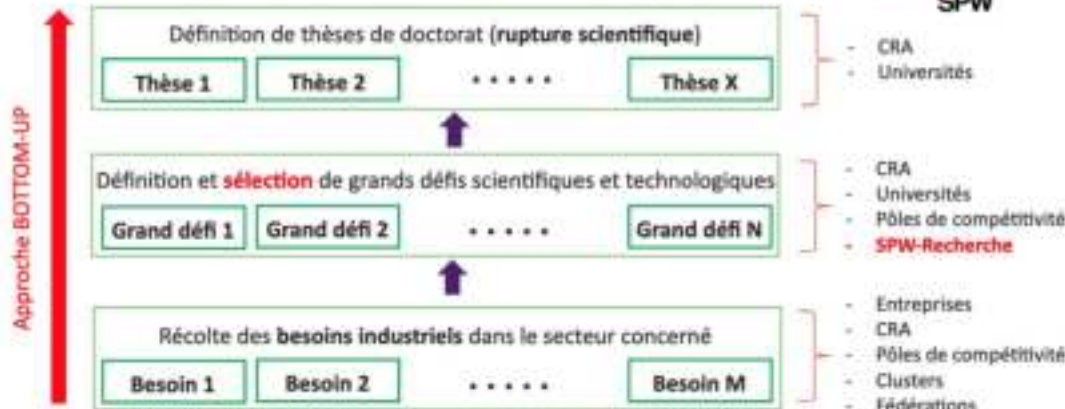 SPW
Définition de thèses de doctorat (rupture scientifique)
Thèse 1
Thèse 2
.....
Thèse X
- CRA
- Universités
Approche BOTTOM-UP
Définition et sélection de grands défis scientifiques et technologiques
Grand défi 1
Grand défi 2
.....
Grand défi N
- CRA
- Universités
- Pôles de compétitivité
- SPW-Recherche
Récolte des besoins industriels dans le secteur concerné
Besoin 1
Besoin 2
.....
Besoin M
- Entreprises
- CRA
- Pôles de compétitivité
- Clusters
- Fédérations